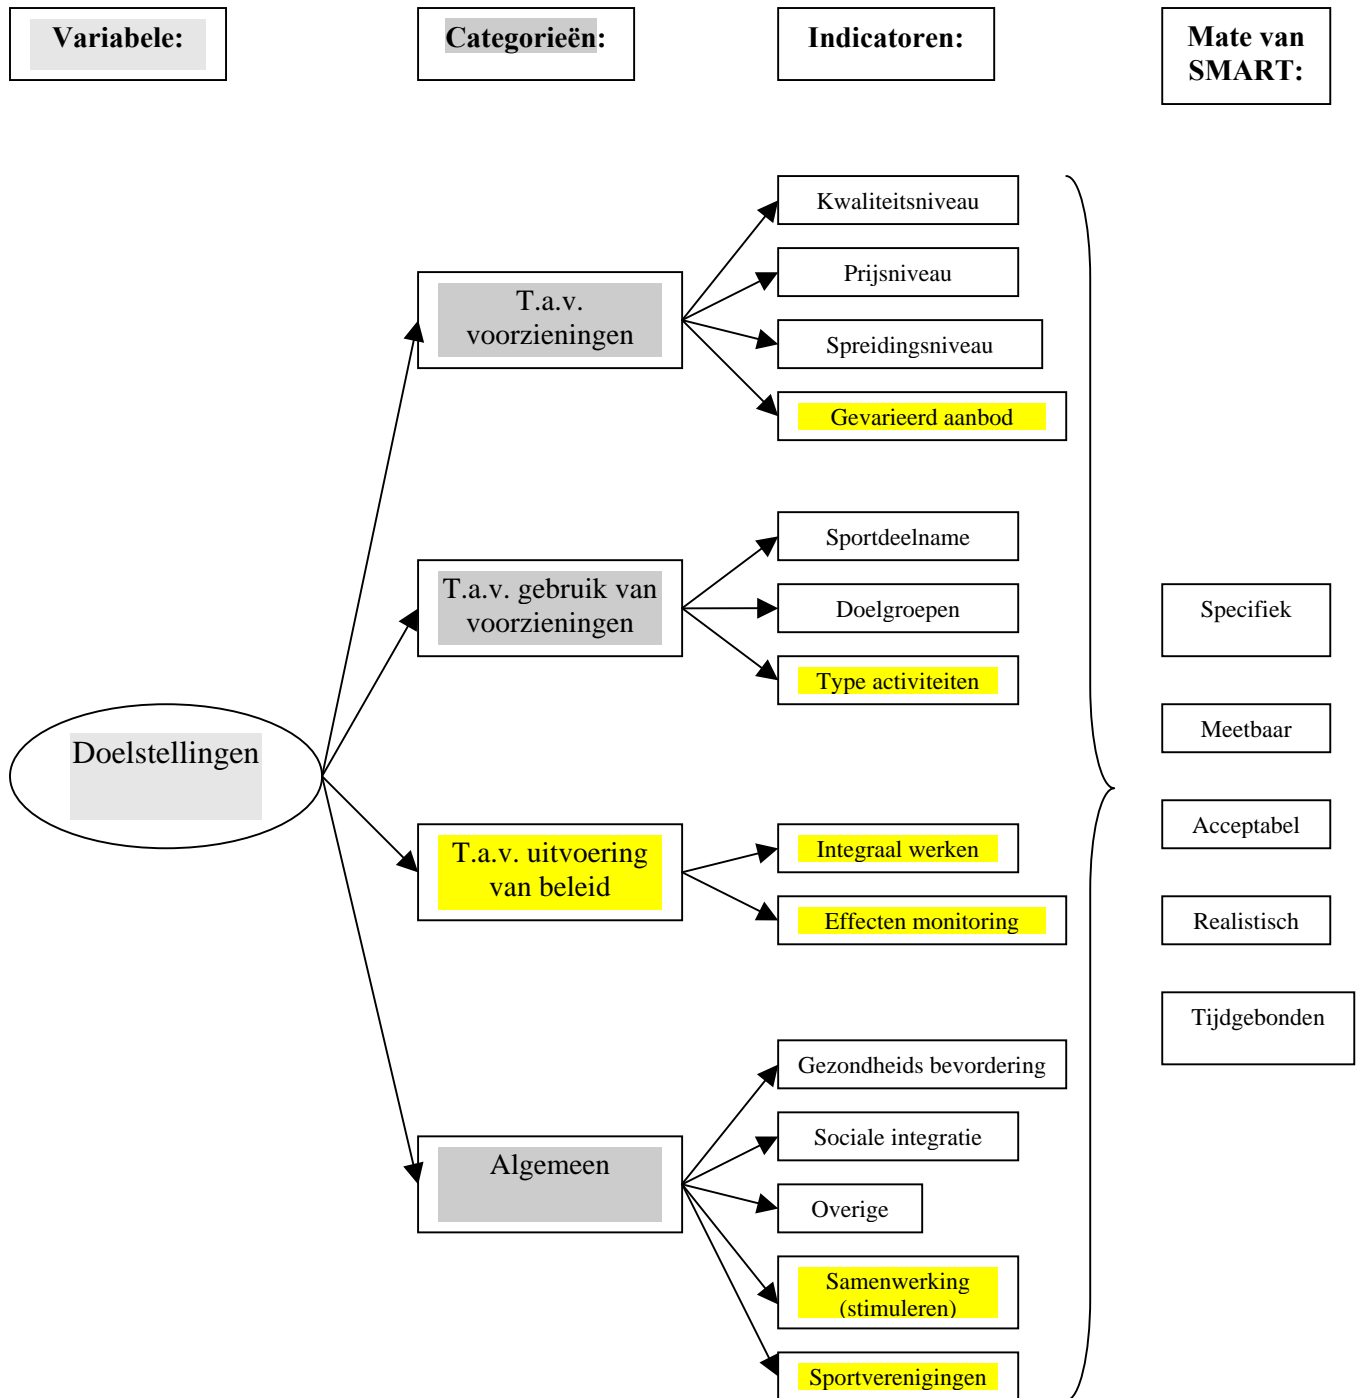 Variabele:
Categorieën:
Indicatoren:
Mate van
SMART:
Kwaliteitsniveau
Prijsniveau
Spreidingsniveau
Gevarieerd aanbod
T.a.v.
voorzieningen
Sportdeelname
Doelgroepen
Type activiteiten
T.a.v. gebruik van
voorzieningen
Doelstellingen
T.a.v. uitvoering
van beleid
Integraal werken
Effecten monitoring
Algemeen
Gezondheids bevordering
Sociale integratie
Overige
Samenwerking
(stimuleren)
Sportverenigingen
Specifiek
Meetbaar
Acceptabel
Realistisch
Tijdgebonden